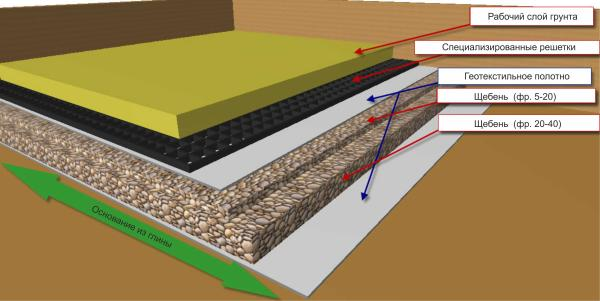 Рабочий слой грунта
Специализированные решетки
Геотекстильное полотно
Щебень (фр. 5-20)
Щебень (фр. 20-40)
Основание из глины